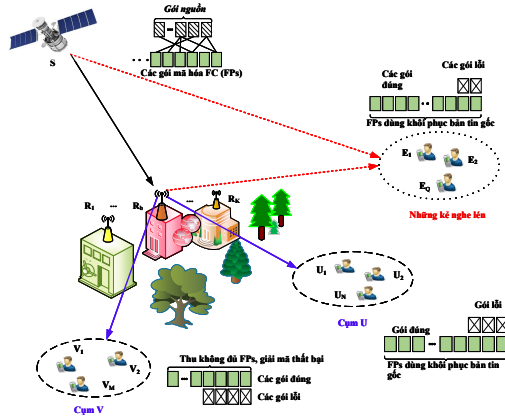 Gói nguồn
S
Các gói mã hóa FC (FPs)
Các gói lỗi
Các gói đúng
FPs dùng khôi phục bản tin gốc
E1
E2
EQ
Những kẻ nghe lén
R1
...
Rb
...
RK
U1
U2
UN
Cụm U
Gói lỗi
Gói đúng
FPs dùng khôi phục bản tin gốc
V1
V2
VM
Cụm V
Thu không đủ FPs, giải mã thất bại
Các gói đúng
Các gói lỗi